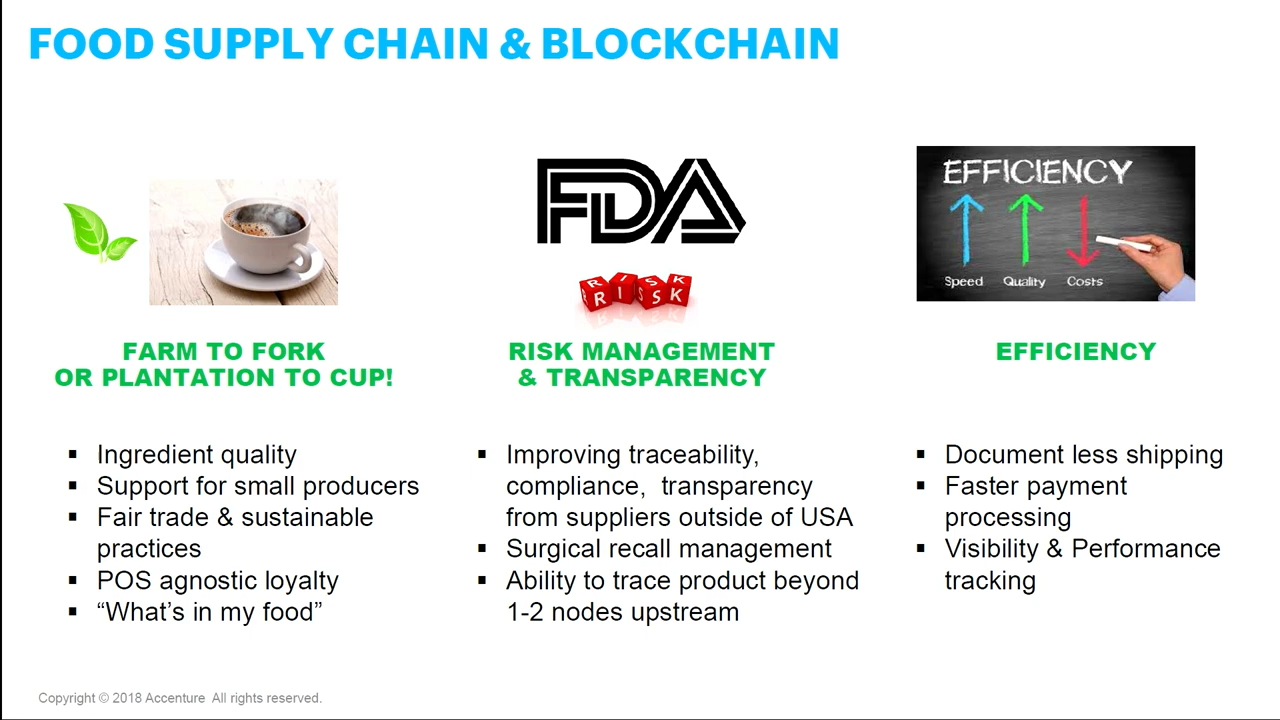 FOOD SUPPLY CHAIN & BLOCKCHAIN
FDA
RISK
RISSK
EFFICIENCY
Speed Quality Costs
FARM TO FORK
OR PLANTATION TO CUP!
▪ Ingredient quality
▪ Support for small producers
▪ Fair trade & sustainable
practices
▪ POS agnostic loyalty
▪ “What’s in my food”
RISK MANAGEMENT
& TRANSPARENCY
▪ Improving traceability,
compliance,  transparency
from suppliers outside of USA
▪ Surgical recall management
▪ Ability to trace product beyond
1-2 nodes upstream
EFFICIENCY
▪ Document less shipping
▪ Faster payment
processing
▪ Visibility & Performance
tracking
Copyright © 2018 Accenture  All rights reserved.